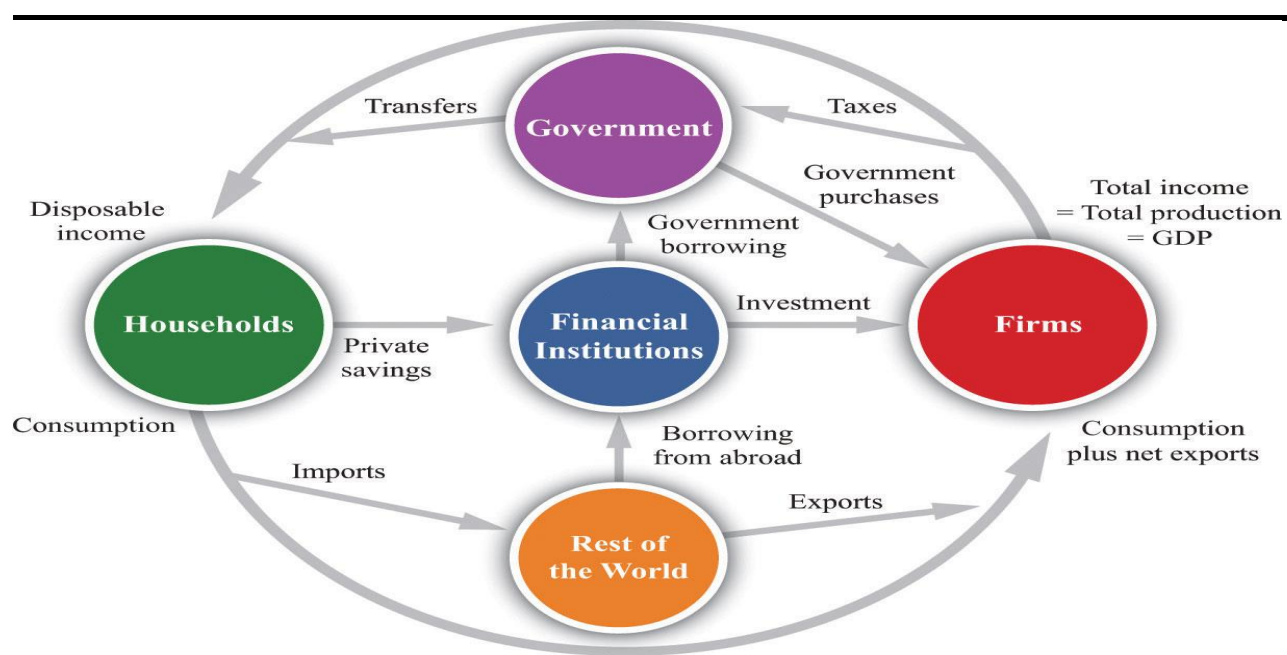 Transfers
Taxes
Government
Government
purchases
Total income
= Total production
= GDP
Disposable
income
Government
borrowing
Households
Private
savings
Financial
Institutions
Investment
Firms
Consumption
Borrowing
from abroad
Consumption
plus net exports
Imports
Exports
Rest of
the World